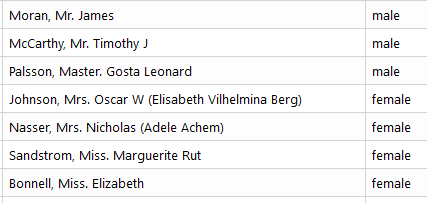 Moran, Mr. James male
McCarthy, Mr. Timothy J male
Palsson, Master. Gosta Leonard male
Johnson, Mrs. Oscar W (Elisabeth Vilhelmina Berg) female
Nasser, Mrs. Nicholas (Adele Achem) female
Sandstrom, Miss. Marguerite Rut female
Bonnell, Miss. Elizabeth female